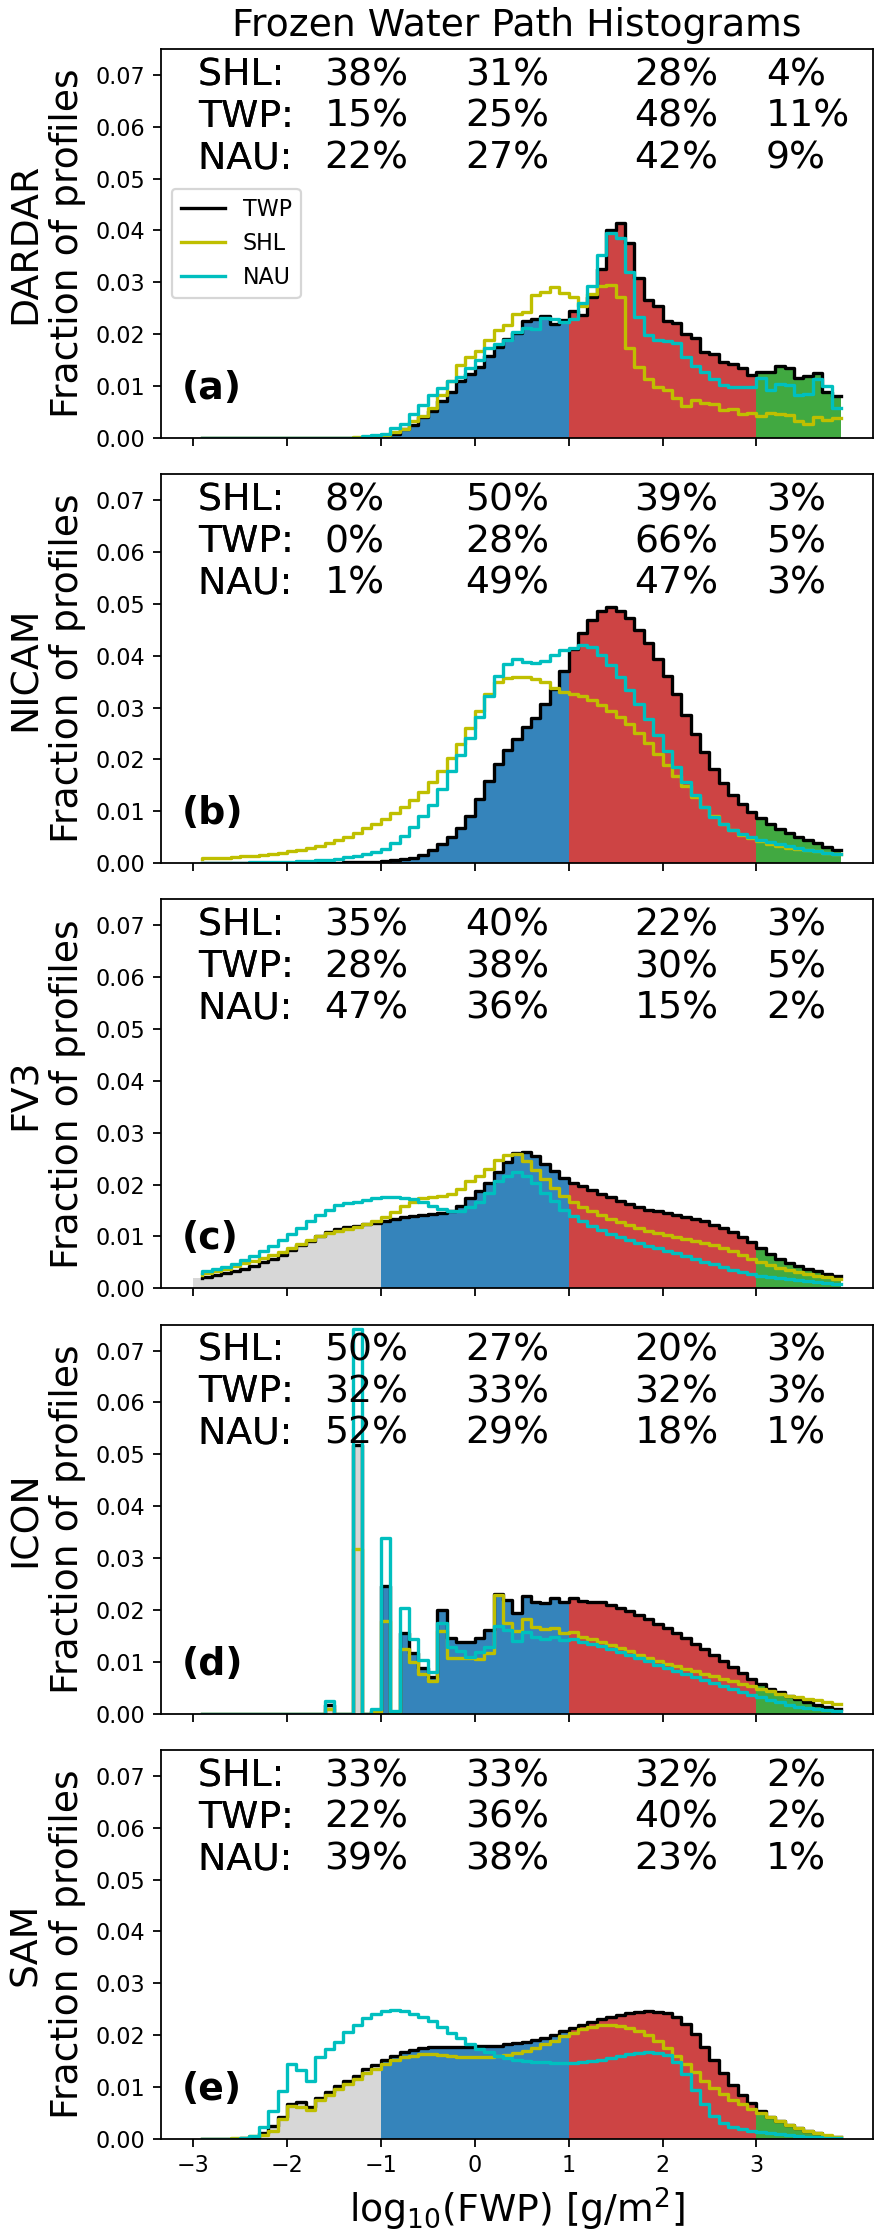 Frozen Water Path Histograms
DARDAR
Fraction of profiles
0.07
0.06
0.05
0.04
0.03
0.02
0.01
0.00
SHL: 38% 31% 28% 4%
TWP: 15% 25% 48% 11%
NAU: 22% 27% 42% 9%
TWP
SHL
NAU
(a)
NICAM
Fraction of profiles
0.07
0.06
0.05
0.04
0.03
0.02
0.01
0.00
SHL: 8% 50% 39% 3%
TWP: 0% 28% 66% 5%
NAU: 1% 49% 47% 3%
(b)
FV3
Fraction of profiles
0.07
0.06
0.05
0.04
0.03
0.02
0.01
0.00
SHL: 35% 40% 22% 3%
TWP: 28% 38% 30% 5%
NAU: 47% 36% 15% 2%
(c)
ICON
Fraction of profiles
0.07
0.06
0.05
0.04
0.03
0.02
0.01
0.00
SHL: 50% 27% 20% 3%
TWP: 32% 33% 32% 3%
NAU: 52% 29% 18% 1%
(d)
SAM
Fraction of profiles
0.07
0.06
0.05
0.04
0.03
0.02
0.01
0.00
SHL: 33% 33% 32% 2%
TWP: 22% 36% 40% 2%
NAU: 39% 38% 23% 1%
(e)
−3 −2 −1 0 1 2 3
log₁₀(FWP) [g/m²]